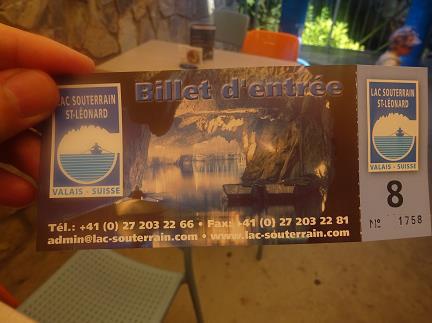 Billet d'entrée
LAC SOUTERRAIN
ST-LÉONARD
VALAIS - SUISSE
Tél.: +41 (0) 27 203 22 66 • Fax: +41 (0) 27 203 22 81
admin@lac-souterrain.com • www.lac-souterrain.com
LAC SOUTERRAIN
ST-LÉONARD
VALAIS - SUISSE
8
No 1758